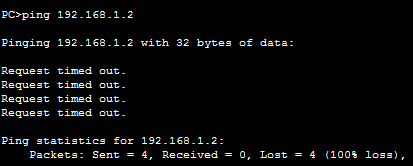 PC>ping 192.168.1.2
Pinging 192.168.1.2 with 32 bytes of data:
Request timed out.
Request timed out.
Request timed out.
Request timed out.
Ping statistics for 192.168.1.2:
Packets: Sent = 4, Received = 0, Lost = 4 (100% loss),